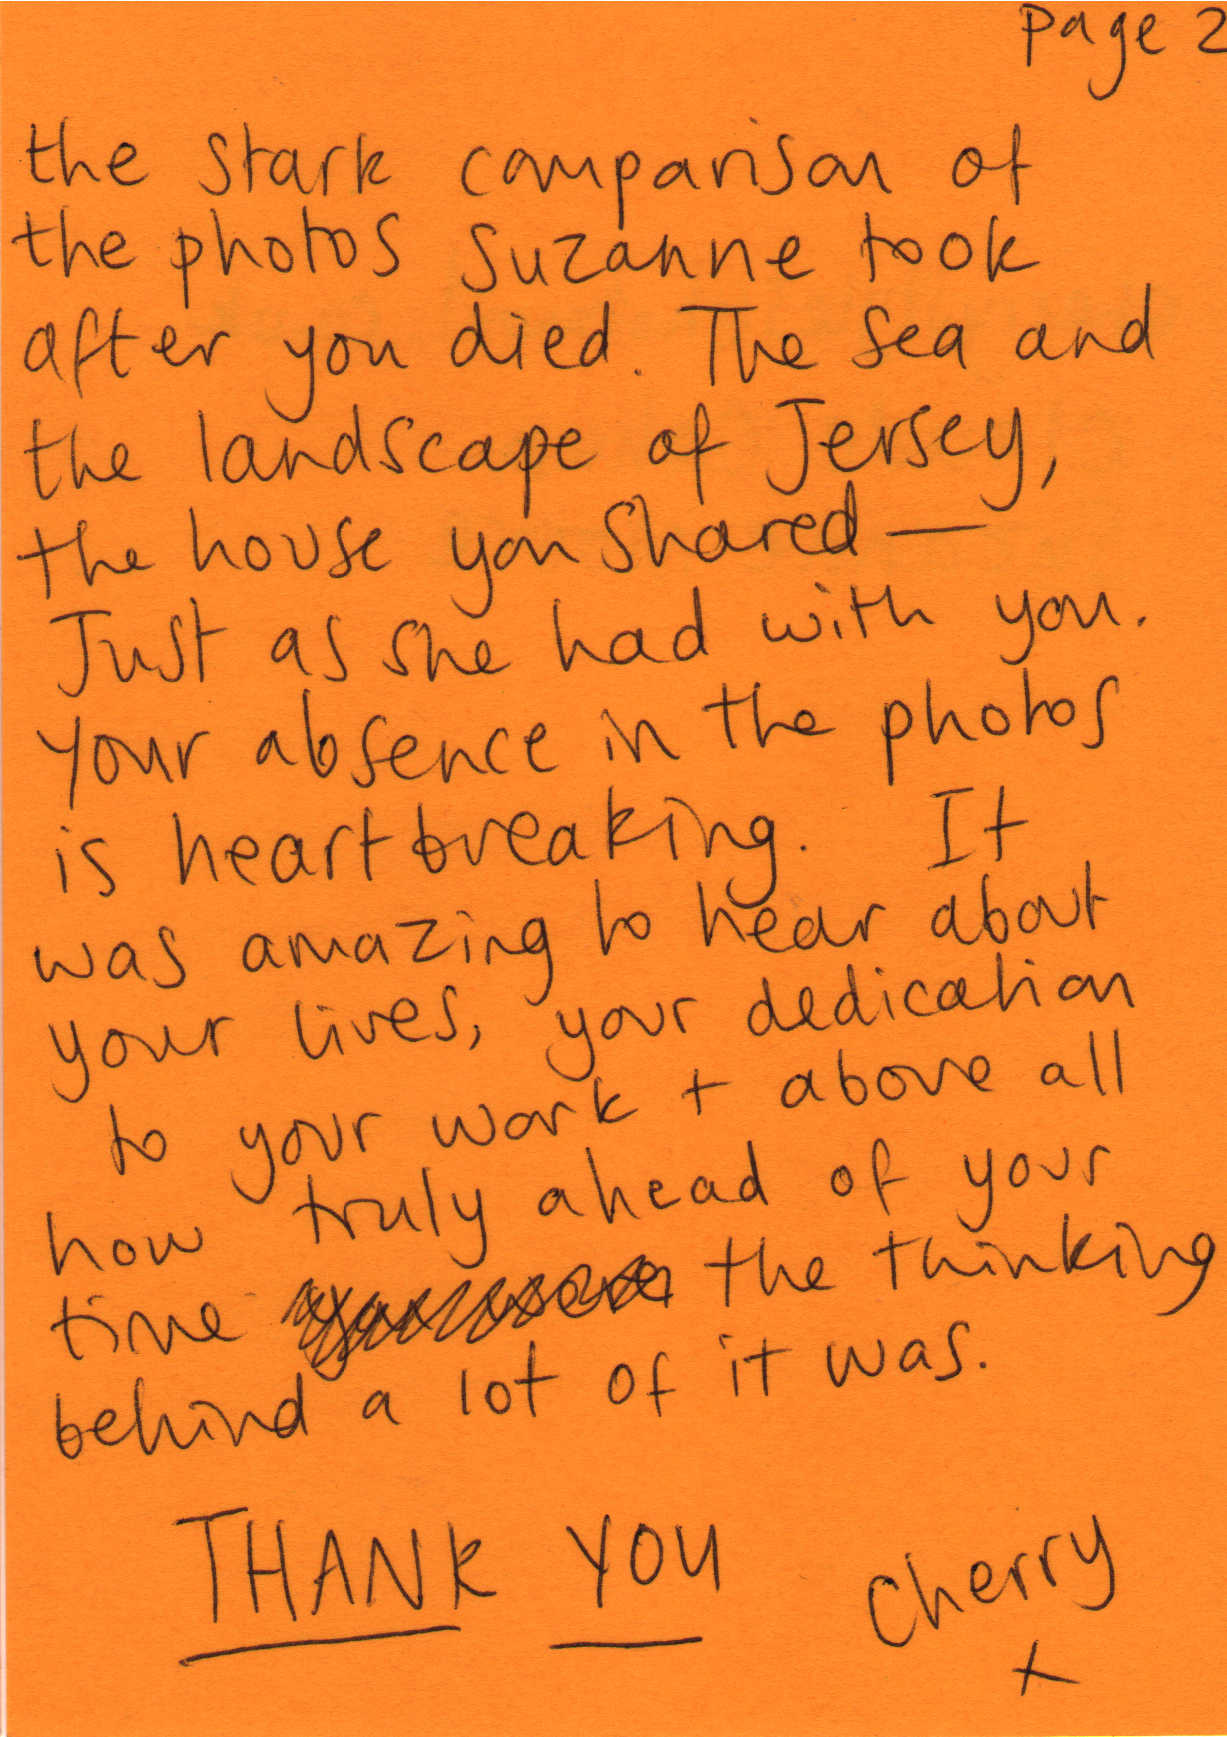 page 2
the stark comparison of
the photos Suzanne took
after you died. The sea and
the landscape of Jersey,
the house you shared —
Just as she had with you.
Your absence in the photos
is heartbreaking. It
was amazing to hear about
your lives, your dedication
to your work + above all
how truly ahead of your
time the thinking
behind a lot of it was.
THANK YOU
Cherry
x